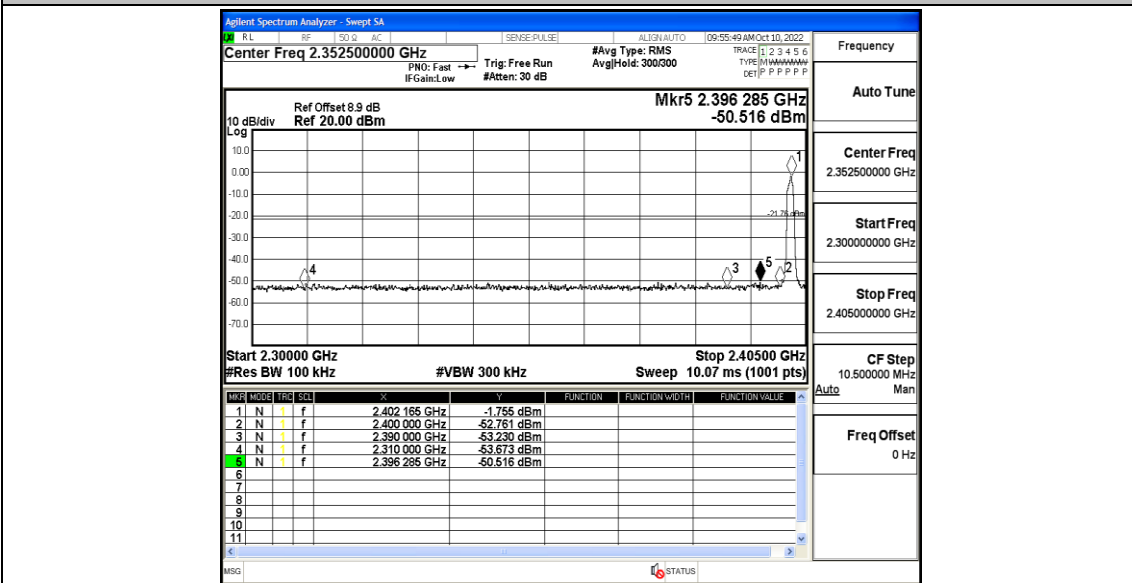 Agilent Spectrum Analyzer - Swept SA
RL RF 50 Ω AC SENSE:PULSE ALIGNAUTO 09:55:49 AM Oct 10, 2022
Center Freq 2.352500000 GHz
PNO: Fast
IFGain:Low
Trig: Free Run
#Atten: 30 dB
#Avg Type: RMS
Avg|Hold: 300/300
TRACE 1 2 3 4 5 6
TYPE M W W W W W
DET P P P P P P
Frequency
Auto Tune
Center Freq
2.352500000 GHz
Start Freq
2.300000000 GHz
Stop Freq
2.405000000 GHz
CF Step
10.500000 MHz
Auto Man
Freq Offset
0 Hz
Mkr5 2.396 285 GHz
-50.516 dBm
Ref Offset 8.9 dB
10 dB/div Ref 20.00 dBm
Log
10.0
0.00
-10.0
-20.0
-30.0
-40.0
-50.0
-60.0
-70.0
1
-21.76 dBm
4
3
5
2
Start 2.30000 GHz Stop 2.40500 GHz
#Res BW 100 kHz #VBW 300 kHz Sweep 10.07 ms (1001 pts)
MKR MODE TRC SCL X Y FUNCTION FUNCTION WIDTH FUNCTION VALUE
1 N 1 f 2.402 165 GHz -1.755 dBm
2 N 1 f 2.400 000 GHz -52.761 dBm
3 N 1 f 2.390 000 GHz -53.230 dBm
4 N 1 f 2.310 000 GHz -53.673 dBm
5 N 1 f 2.396 285 GHz -50.516 dBm
6
7
8
9
10
11
MSG STATUS